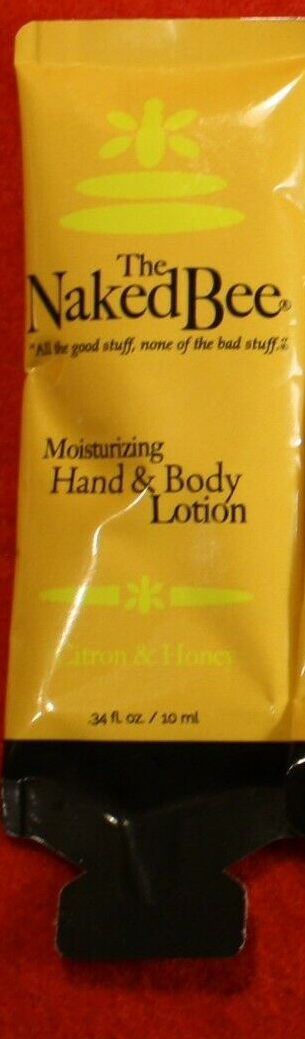 The
NakedBee®
"All the good stuff, none of the bad stuff."
Moisturizing
Hand & Body
Lotion
Citron & Honey
.34 fl. oz. / 10 ml